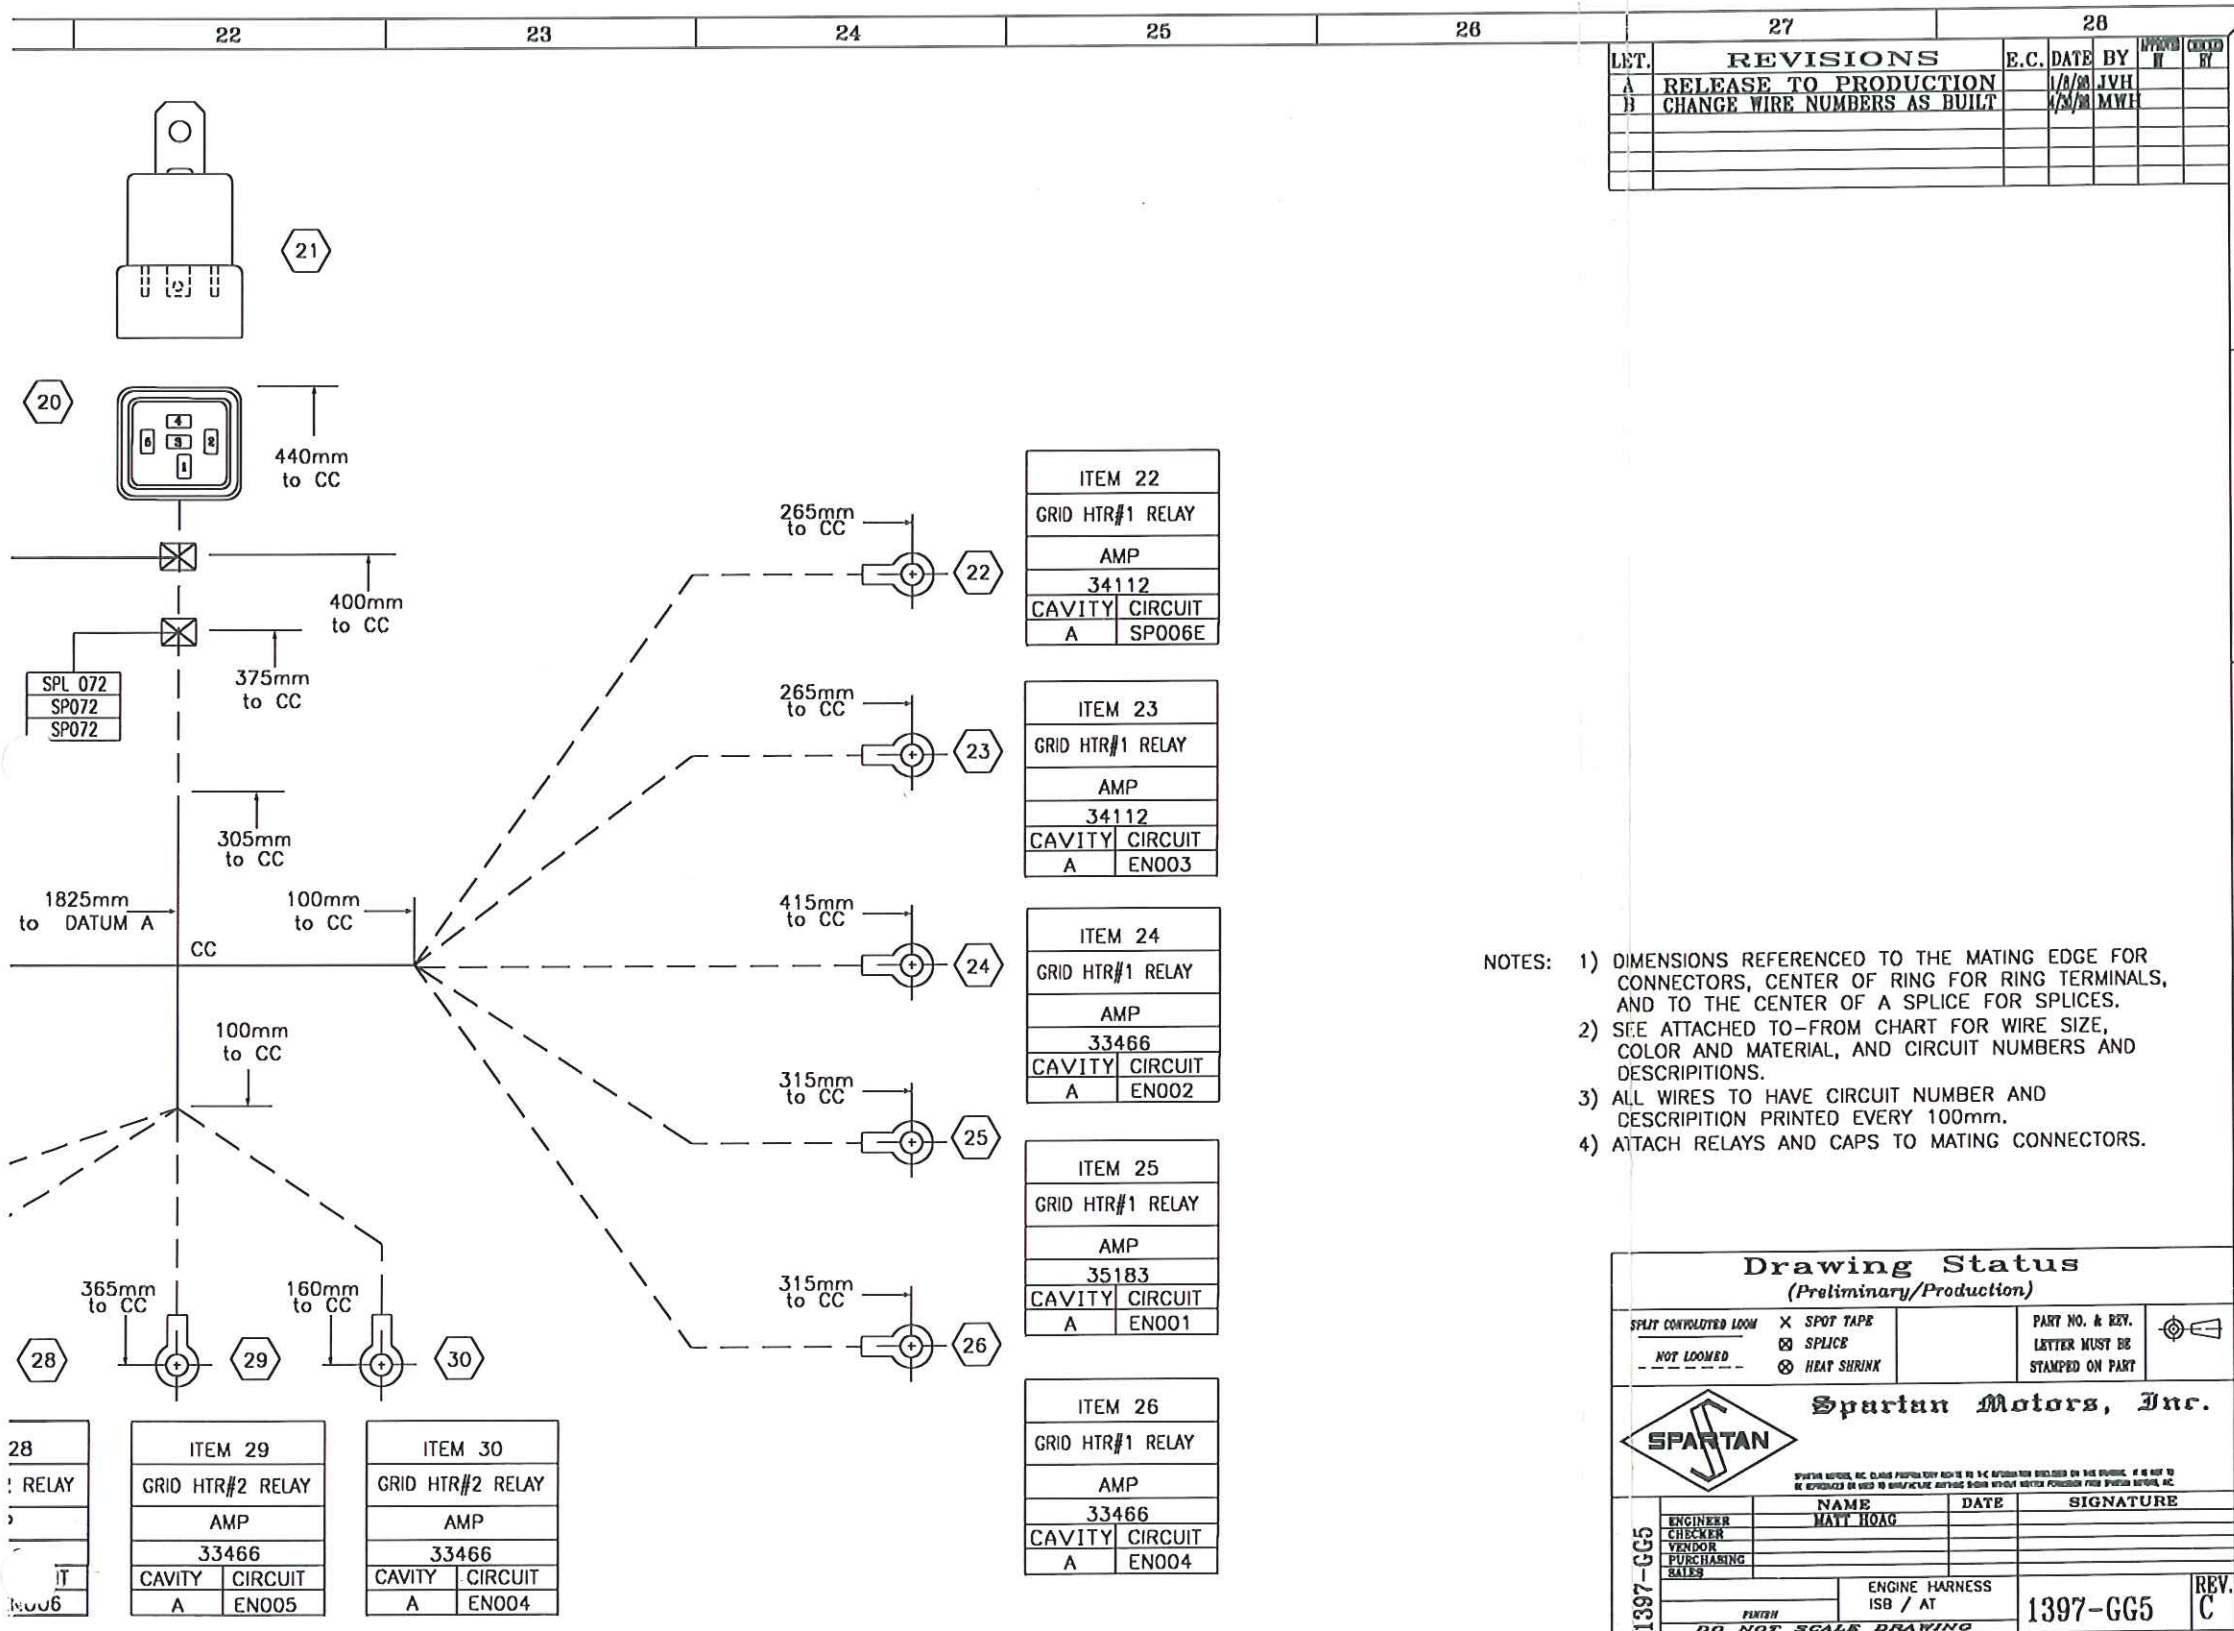 22 23 24 25 26 27 28
LET. REVISIONS E.C. DATE BY APPROVED BY CHECKED BY
A RELEASE TO PRODUCTION 1/8/98 JVH
B CHANGE WIRE NUMBERS AS BUILT MWH
21
20
4
5 3 2
1
440mm
to CC
400mm
to CC
375mm
to CC
SPL 072
SP072
SP072
305mm
to CC
1825mm
to DATUM A
CC
100mm
to CC
100mm
to CC
265mm
to CC
22
265mm
to CC
23
415mm
to CC
24
315mm
to CC
25
315mm
to CC
26
ITEM 22
GRID HTR#1 RELAY
AMP
34112
CAVITY CIRCUIT
A SP006E
ITEM 23
GRID HTR#1 RELAY
AMP
34112
CAVITY CIRCUIT
A EN003
ITEM 24
GRID HTR#1 RELAY
AMP
33466
CAVITY CIRCUIT
A EN002
ITEM 25
GRID HTR#1 RELAY
AMP
35183
CAVITY CIRCUIT
A EN001
ITEM 26
GRID HTR#1 RELAY
AMP
33466
CAVITY CIRCUIT
A EN004
365mm
to CC
160mm
to CC
28
29
30
28
RELAY
ITEM 29
GRID HTR#2 RELAY
AMP
33466
CAVITY CIRCUIT
A EN005
ITEM 30
GRID HTR#2 RELAY
AMP
33466
CAVITY CIRCUIT
A EN004
NOTES: 1) DIMENSIONS REFERENCED TO THE MATING EDGE FOR
CONNECTORS, CENTER OF RING FOR RING TERMINALS,
AND TO THE CENTER OF A SPLICE FOR SPLICES.
2) SEE ATTACHED TO-FROM CHART FOR WIRE SIZE,
COLOR AND MATERIAL, AND CIRCUIT NUMBERS AND
DESCRIPITIONS.
3) ALL WIRES TO HAVE CIRCUIT NUMBER AND
DESCRIPITION PRINTED EVERY 100mm.
4) ATTACH RELAYS AND CAPS TO MATING CONNECTORS.
Drawing Status
(Preliminary/Production)
SPLIT CONVOLUTED LOOM
NOT LOOMED
X SPOT TAPE
SPLICE
HEAT SHRINK
PART NO. & REV.
LETTER MUST BE
STAMPED ON PART
SPARTAN
Spartan Motors, Inc.
NAME DATE SIGNATURE
ENGINEER MATT HOAG
CHECKER
VENDOR
PURCHASING
SALES
1397-GG5
FINISH
ENGINE HARNESS
ISB / AT
1397-GG5
REV.
C
DO NOT SCALE DRAWING